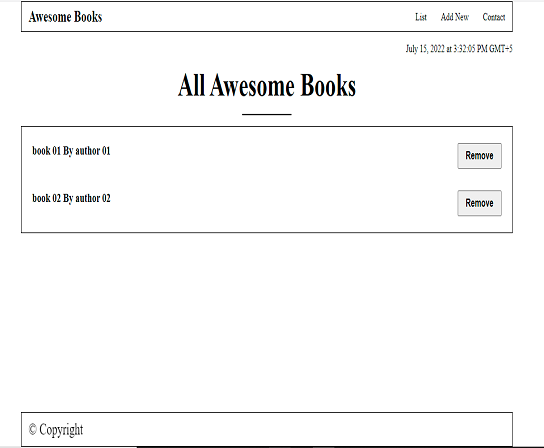 Awesome Books List Add New Contact
July 15, 2022 at 3:32:05 PM GMT+5
All Awesome Books
book 01 By author 01 Remove
book 02 By author 02 Remove
© Copyright